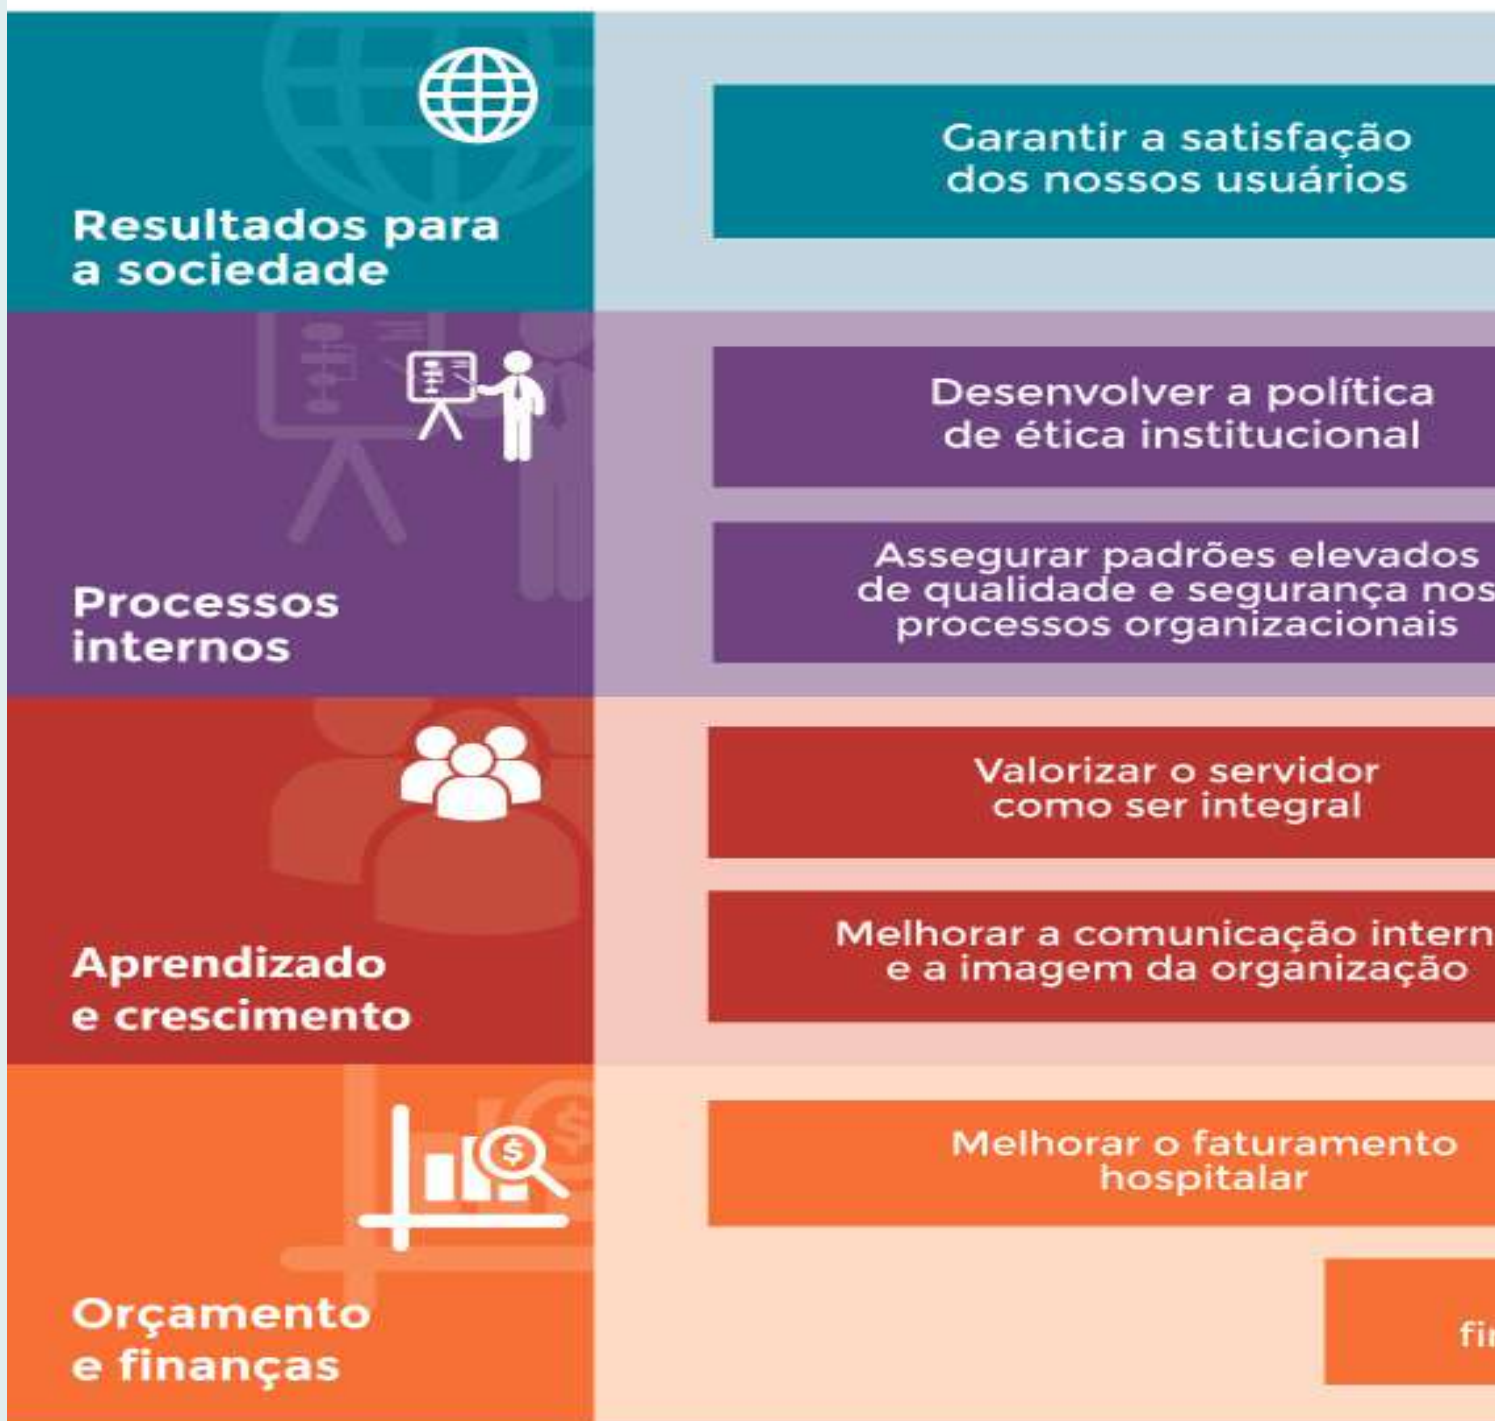 Resultados para
a sociedade
Garantir a satisfação
dos nossos usuários
Processos
internos
Desenvolver a política
de ética institucional
Assegurar padrões elevados
de qualidade e segurança nos
processos organizacionais
Aprendizado
e crescimento
Valorizar o servidor
como ser integral
Melhorar a comunicação intern
e a imagem da organização
Orçamento
e finanças
Melhorar o faturamento
hospitalar